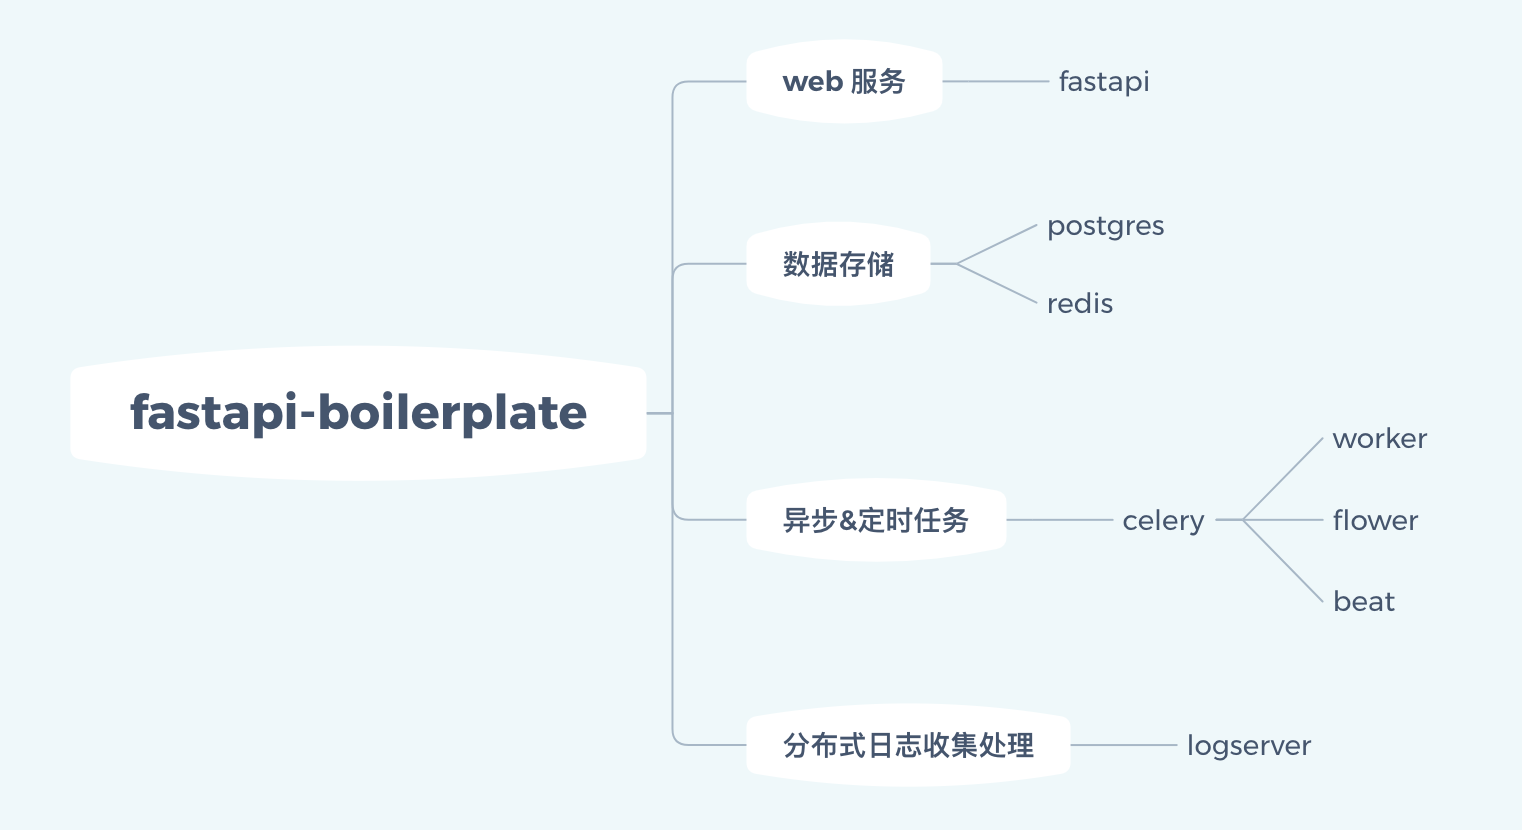 fastapi-boilerplate
web 服务
fastapi
数据存储
postgres
redis
异步&定时任务
celery
worker
flower
beat
分布式日志收集处理
logserver